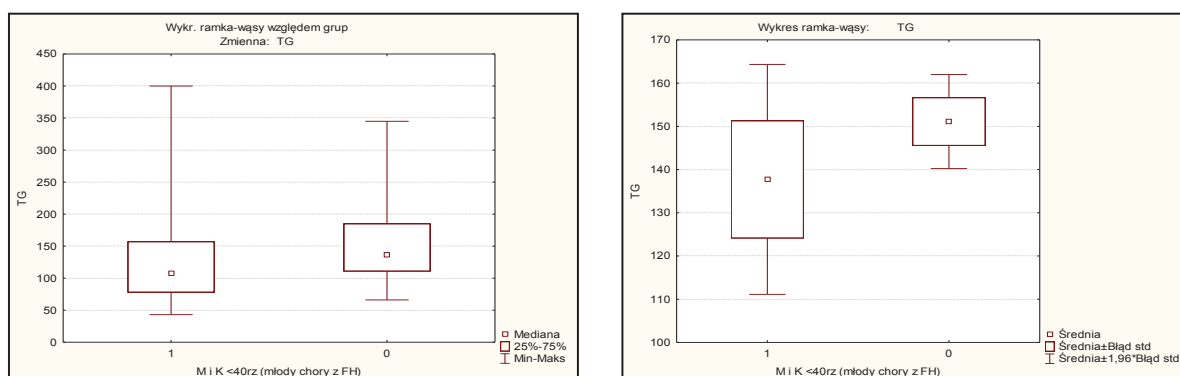 Wykr. ramka-wąsy względem grup
Zmienna: TG
450
400
350
300
250
200
150
100
50
0
TG
1
0
M i K <40rz (młody chory z FH)
Mediana
25%-75%
Min-Maks
Wykres ramka-wąsy: TG
170
160
150
140
130
120
110
100
TG
1
0
M i K <40rz (młody chory z FH)
Średnia
Średnia±Błąd std
Średnia±1,96*Błąd std